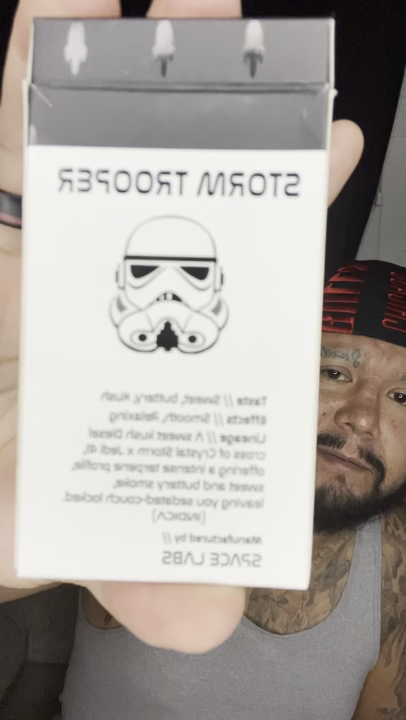 STORM TROOPER
Taste // Sweet, buttery, Kush
Effects // Smooth, Relaxing
Lineage // A sweet kush Diesel
cross of Crystal Storm x Jedi 41,
offering a intense terpene profile,
sweet and buttery smoke,
leaving you sedated-couch locked.
(INDICA)
Manufactured by //
SPACE LABS